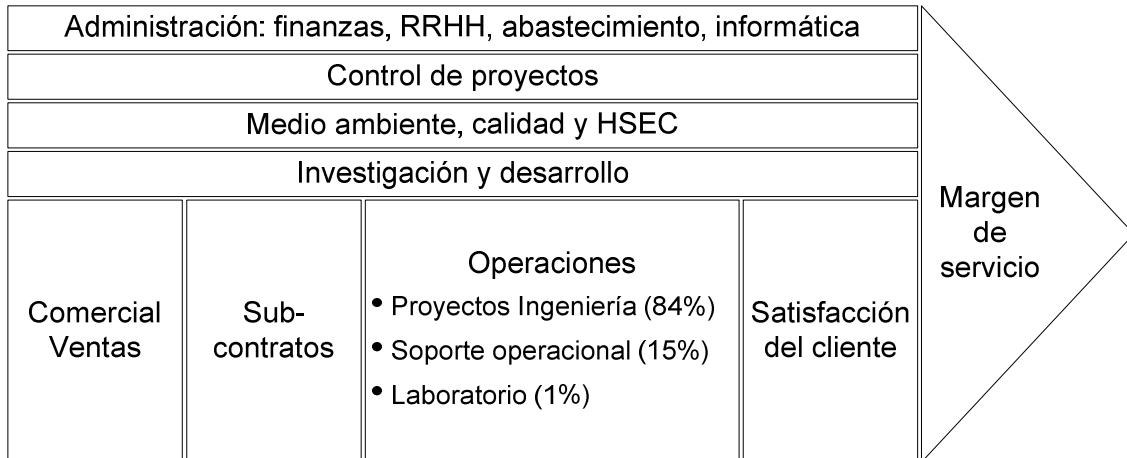 Administración: finanzas, RRHH, abastecimiento, informática
Control de proyectos
Medio ambiente, calidad y HSEC
Investigación y desarrollo
Comercial
Ventas
Sub-
contratos
Operaciones
• Proyectos Ingeniería (84%)
• Soporte operacional (15%)
• Laboratorio (1%)
Satisfacción
del cliente
Margen
de
servicio